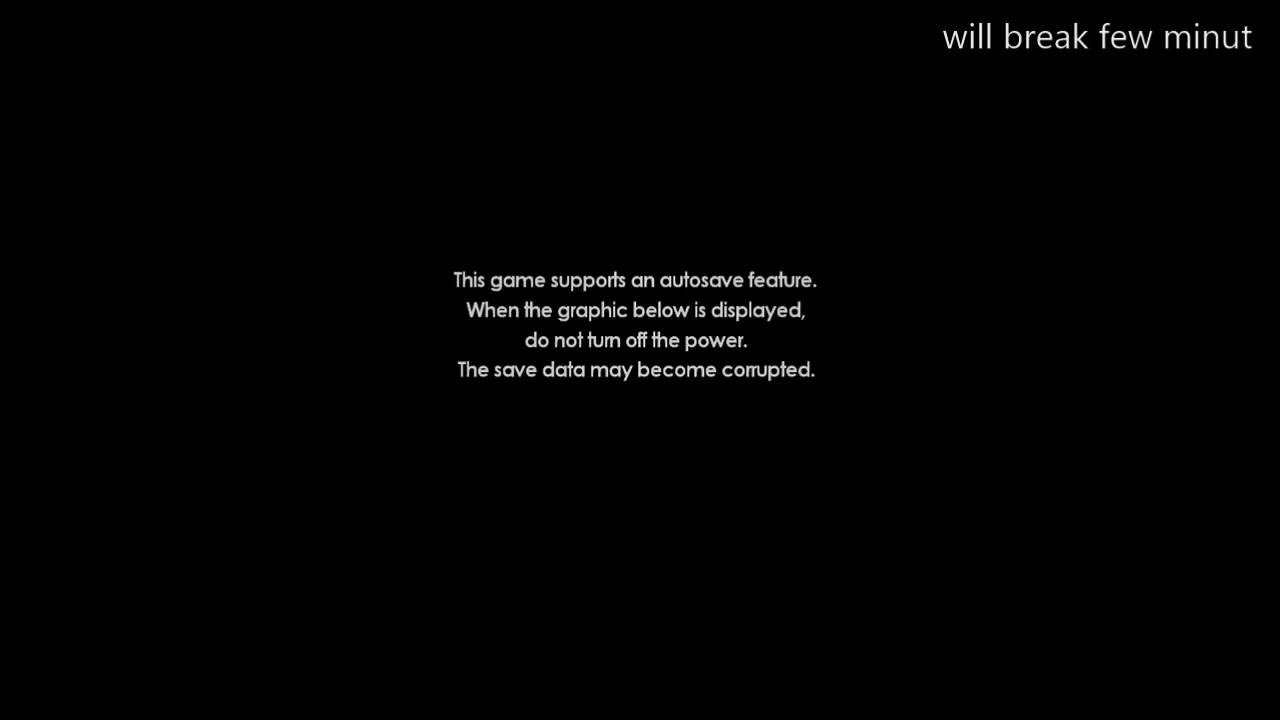 will break few minut
This game supports an autosave feature.
When the graphic below is displayed,
do not turn off the power.
The save data may become corrupted.